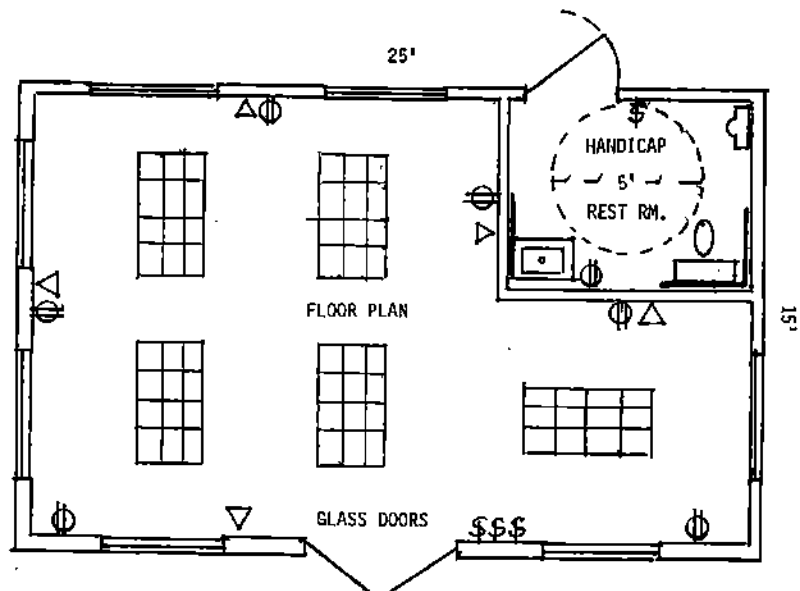 25'
$
HANDICAP
5'
REST RM.
FLOOR PLAN
15'
GLASS DOORS
$$$